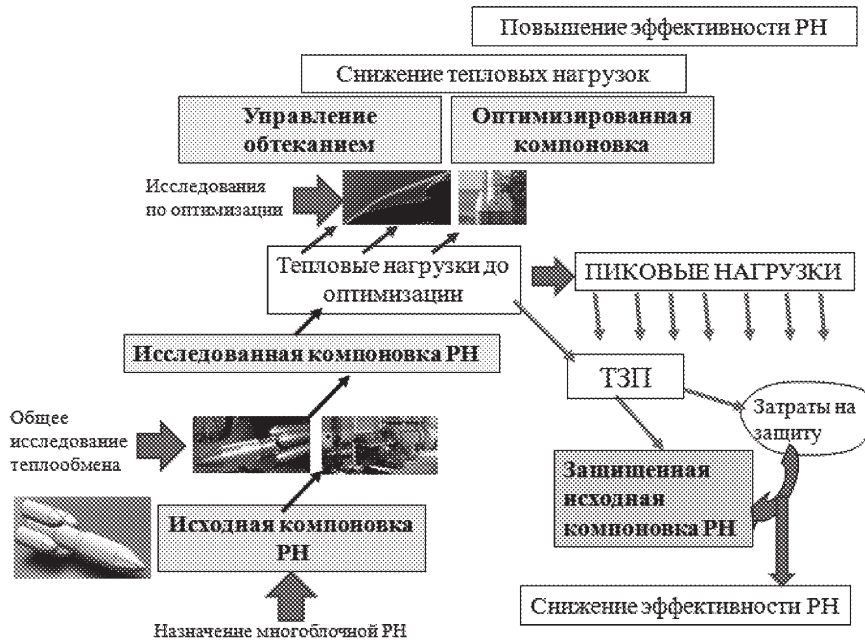 Повышение эффективности РН
Снижение тепловых нагрузок
Управление
обтеканием
Оптимизированная
компоновка
Исследования
по оптимизации
Тепловые нагрузки до
оптимизации
ПИКОВЫЕ НАГРУЗКИ
Исследованная компоновка РН
ТЗП
Затраты на
защиту
Общее
исследование
теплообмена
Защищенная
исходная
компоновка РН
Исходная компоновка
РН
Снижение эффективности РН
Назначение многоблочной РН